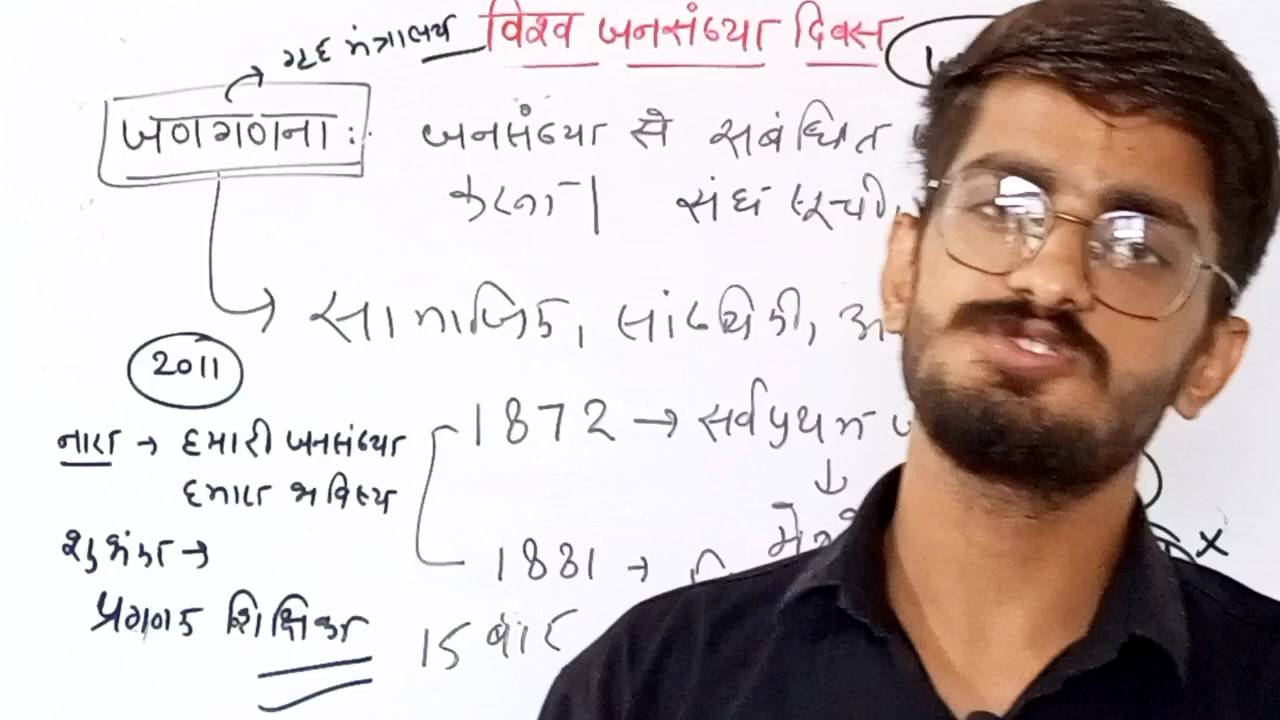 गृह मंत्रालय विश्व जनसंख्या दिवस
जणगणना : जनसंख्या से सबंधित
करना। संघ सूची,
सामाजिक, सांख्यिकी, अ
2011
1872 → सर्वप्रथम ज
नारा → हमारी जनसंख्या
हमारा भविष्य
शुभंकर →
1881 →
प्रगणक शिक्षिका
15 बार